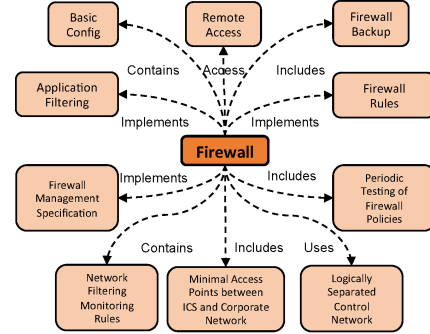 Basic
Config
Remote
Access
Firewall
Backup
Contains
Access
Includes
Application
Filtering
Firewall
Rules
Implements
Implements
Firewall
Implements
Includes
Firewall
Management
Specification
Periodic
Testing of
Firewall
Policies
Contains
Includes
Uses
Network
Filtering
Monitoring
Rules
Minimal Access
Points between
ICS and Corporate
Network
Logically
Separated
Control
Network